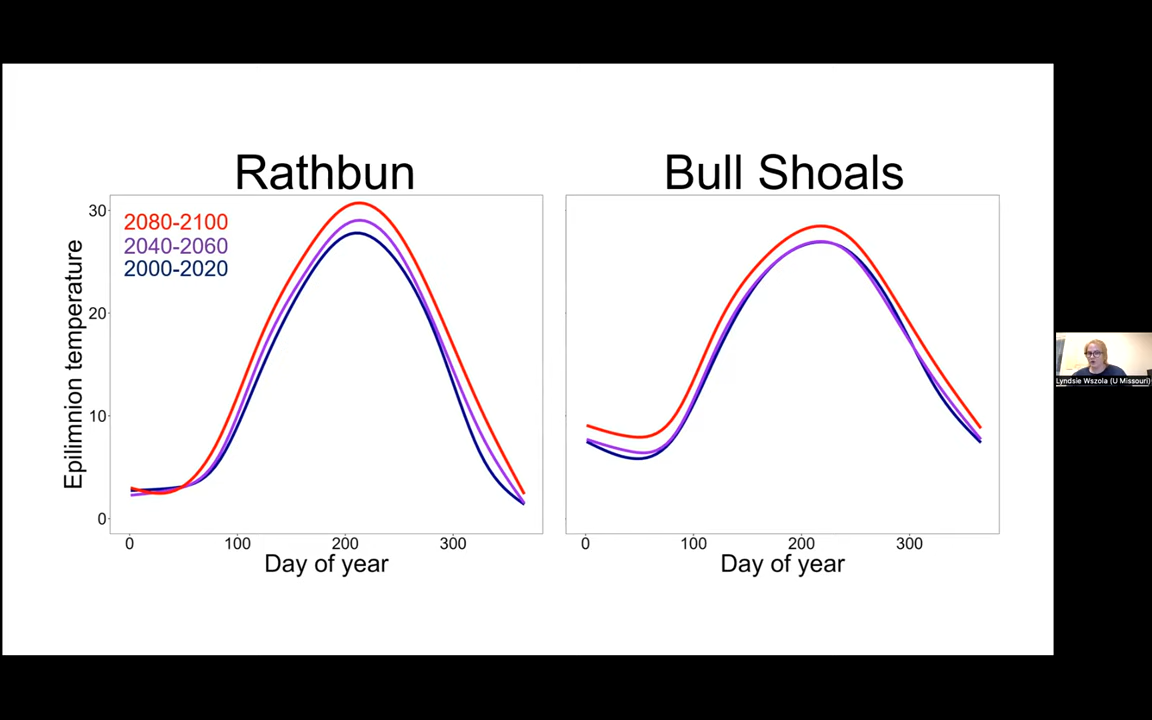 Rathbun
Bull Shoals
2080-2100
2040-2060
2000-2020
Epilimnion temperature
30
20
10
0
0 100 200 300
Day of year
0 100 200 300
Day of year
Lyndsie Wszola (U Missouri)